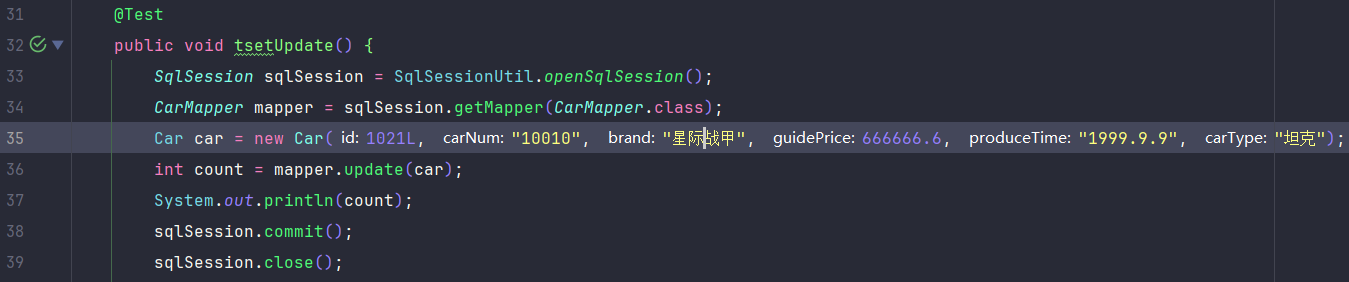 31 @Test
32 public void tsetUpdate() {
33 SqlSession sqlSession = SqlSessionUtil.openSqlSession();
34 CarMapper mapper = sqlSession.getMapper(CarMapper.class);
35 Car car = new Car( id: 1021L, carNum: "10010", brand: "星际战甲", guidePrice: 666666.6, produceTime: "1999.9.9", carType: "坦克");
36 int count = mapper.update(car);
37 System.out.println(count);
38 sqlSession.commit();
39 sqlSession.close();